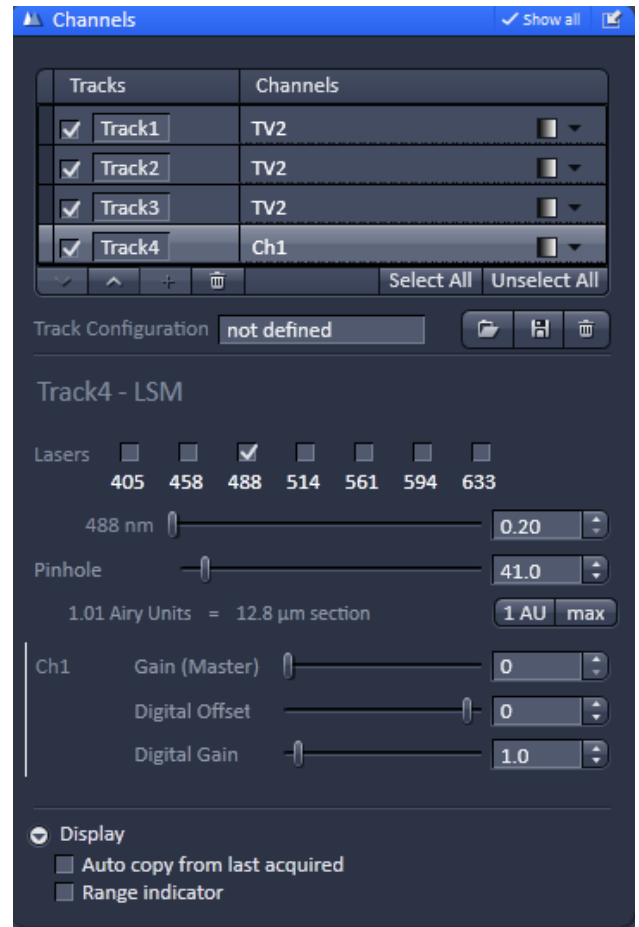 Channels Show all
Tracks Channels
Track1 TV2
Track2 TV2
Track3 TV2
Track4 Ch1
Select All Unselect All
Track Configuration not defined
Track4 - LSM
Lasers
405 458 488 514 561 594 633
488 nm 0.20
Pinhole 41.0
1.01 Airy Units = 12.8 µm section 1 AU max
Ch1 Gain (Master) 0
Digital Offset 0
Digital Gain 1.0
Display
Auto copy from last acquired
Range indicator